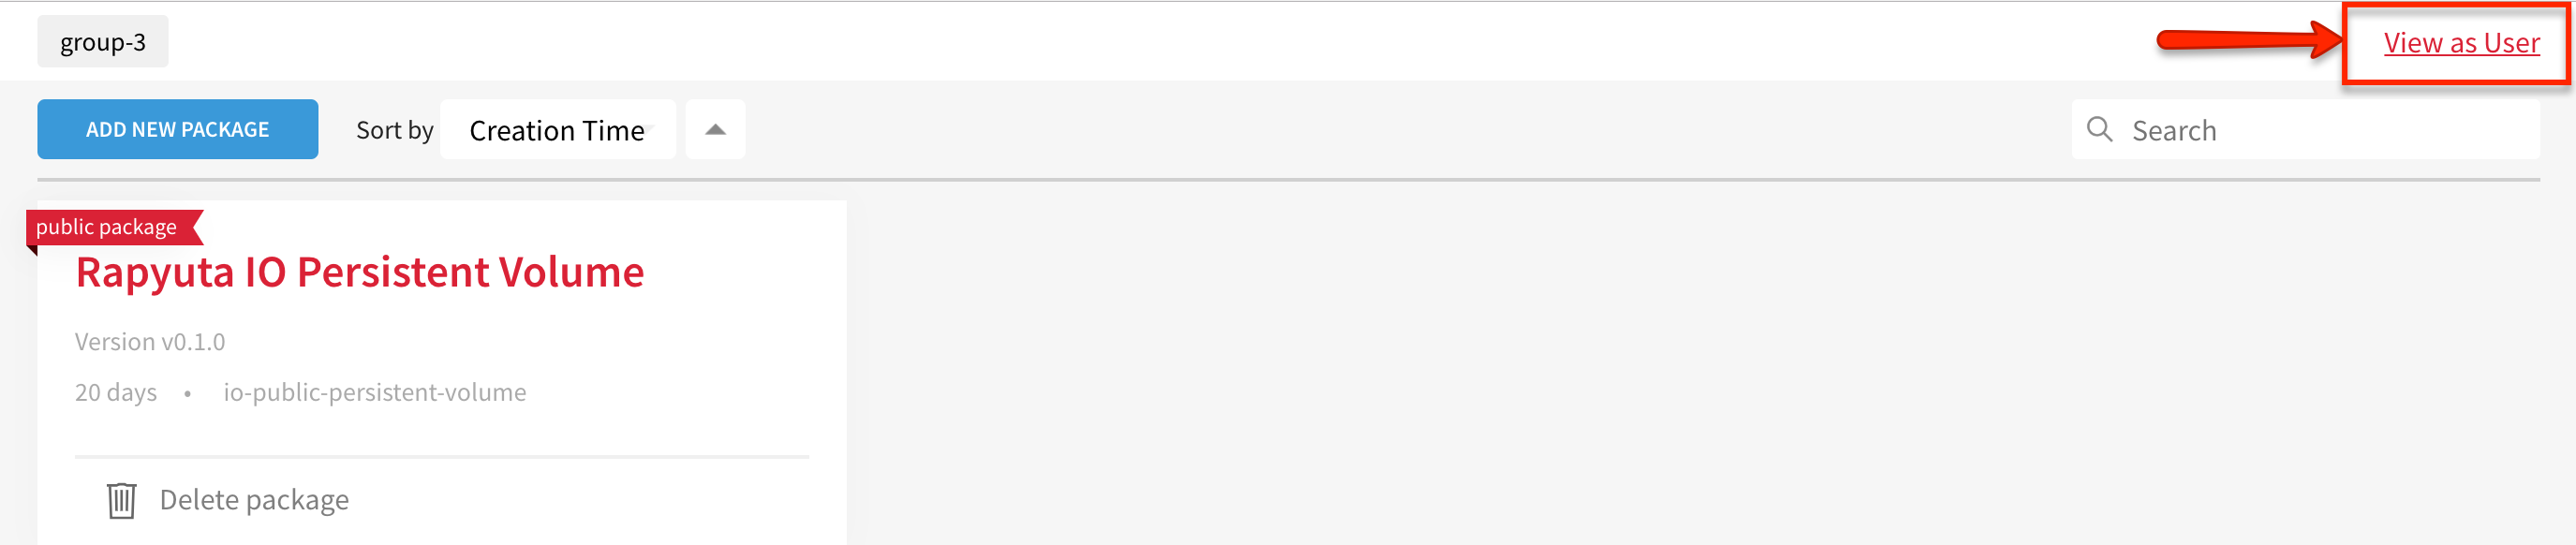 group-3
View as User
ADD NEW PACKAGE
Sort by
Creation Time
Search
public package
Rapyuta IO Persistent Volume
Version v0.1.0
20 days • io-public-persistent-volume
Delete package